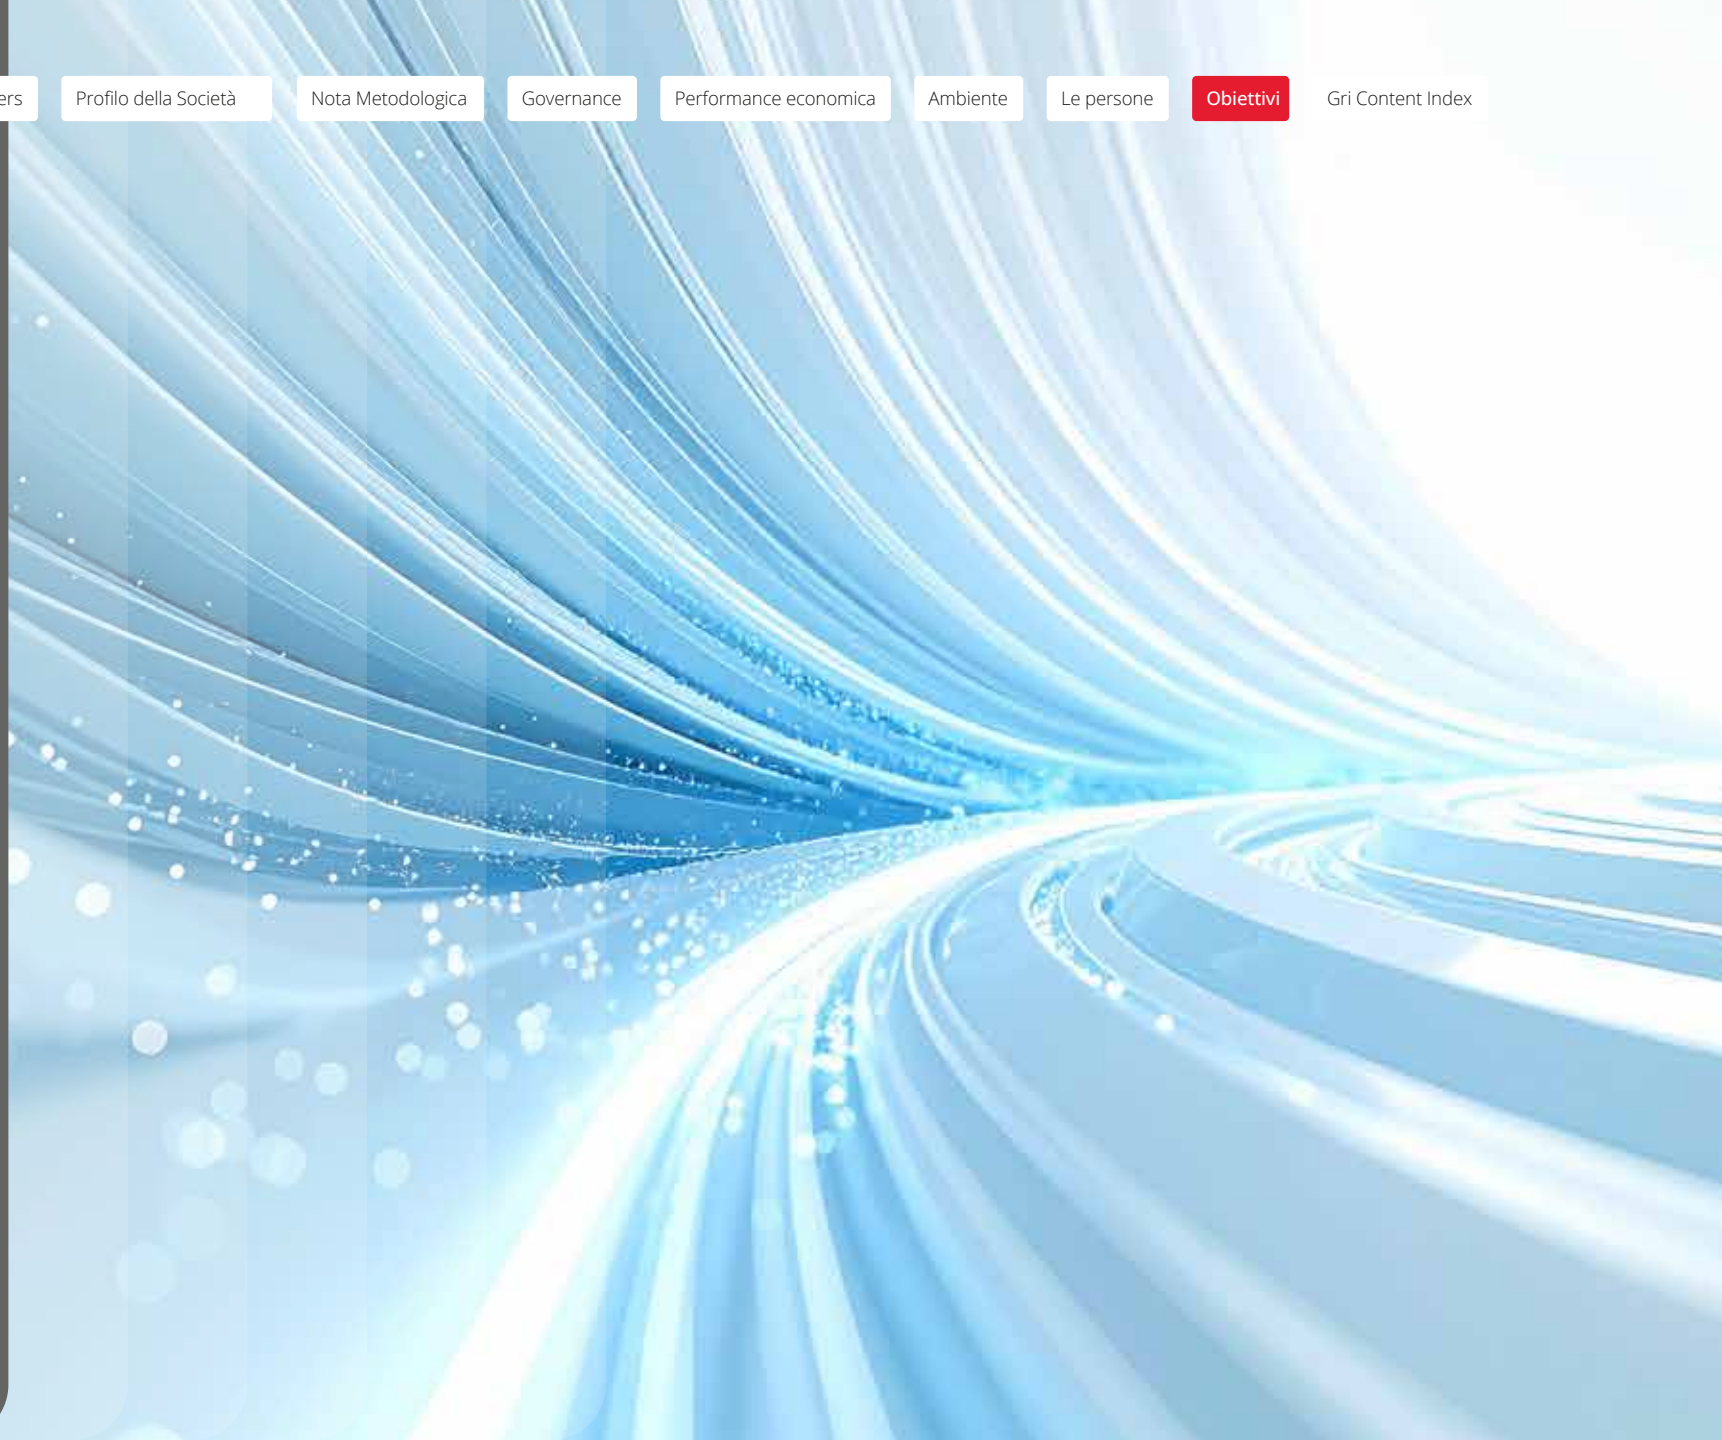 Profilo della Società
Nota Metodologica
Governance
Performance economica
Ambiente
Le persone
Obiettivi
Gri Content Index